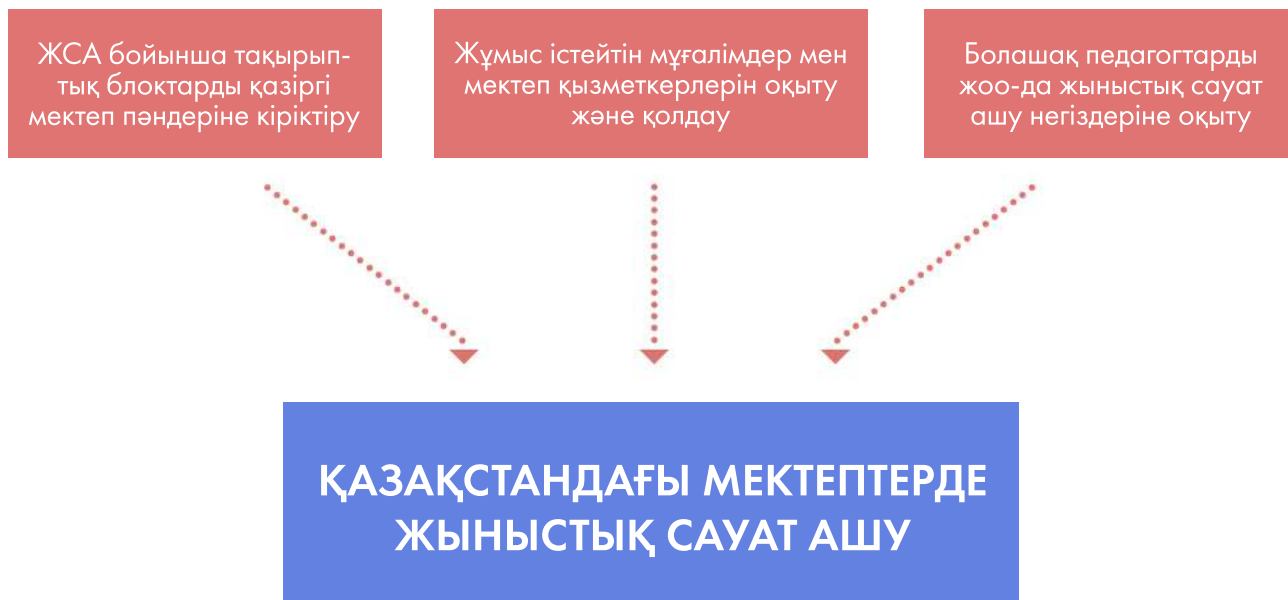 ЖСА бойынша тақырып-
тық блоктарды қазіргі
мектеп пәндеріне кіріктіру
Жұмыс істейтін мұғалімдер мен
мектеп қызметкерлерін оқыту
және қолдау
Болашақ педагогтарды
жоо-да жыныстық сауат
ашу негіздеріне оқыту
ҚАЗАҚСТАНДАҒЫ МЕКТЕПТЕРДЕ
ЖЫНЫСТЫҚ САУАТ АШУ